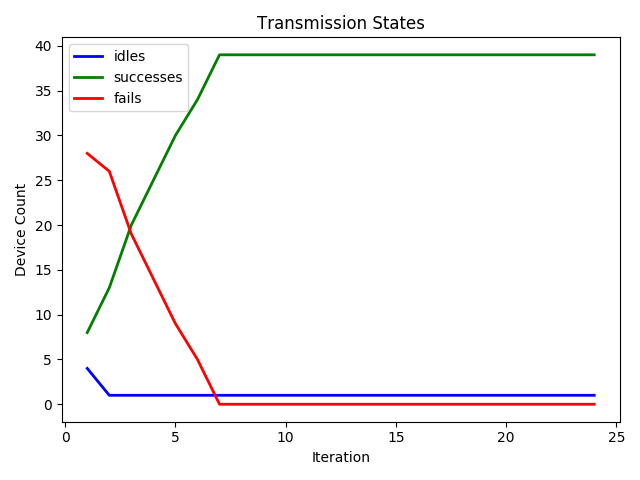 Transmission States
idles
successes
fails
Device Count
40
35
30
25
20
15
10
5
0
0 5 10 15 20 25
Iteration